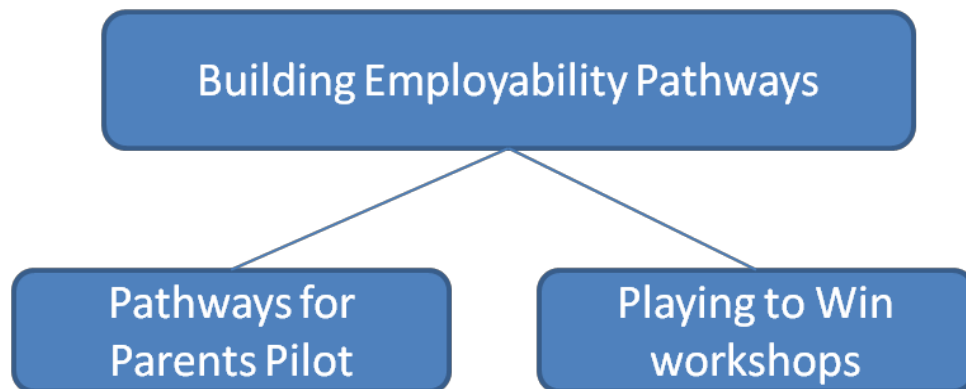 Building Employability Pathways
Pathways for
Parents Pilot
Playing to Win
workshops